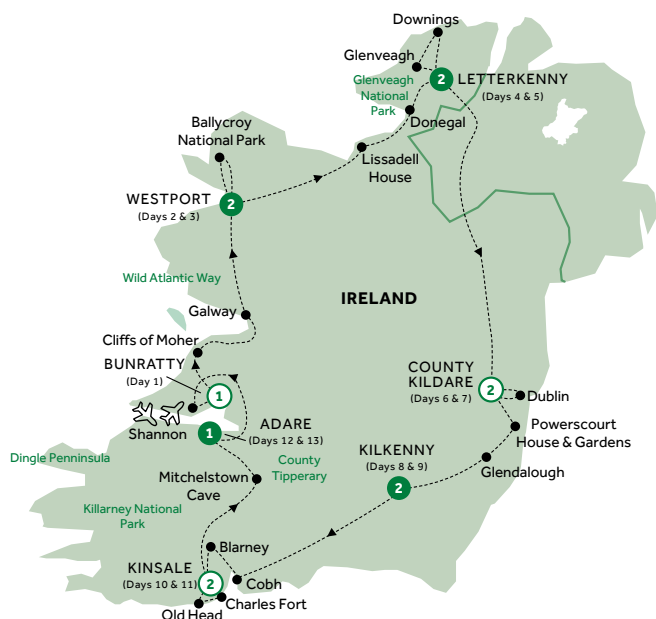 Downings
Glenveagh
Glenveagh
National
Park
2
LETTERKENNY
(Days 4 & 5)
Donegal
Ballycroy
National Park
Lissadell
House
WESTPORT
(Days 2 & 3)
2
Wild Atlantic Way
IRELAND
Galway
Cliffs of Moher
BUNRATTY
(Day 1)
1
COUNTY
KILDARE
(Days 6 & 7)
2
Dublin
Shannon
1
ADARE
(Days 12 & 13)
Powerscourt
House & Gardens
KILKENNY
(Days 8 & 9)
2
Glendalough
Dingle Penninsula
County
Tipperary
Mitchelstown
Cave
Killarney National
Park
Blarney
KINSALE
(Days 10 & 11)
2
Cobh
Charles Fort
Old Head